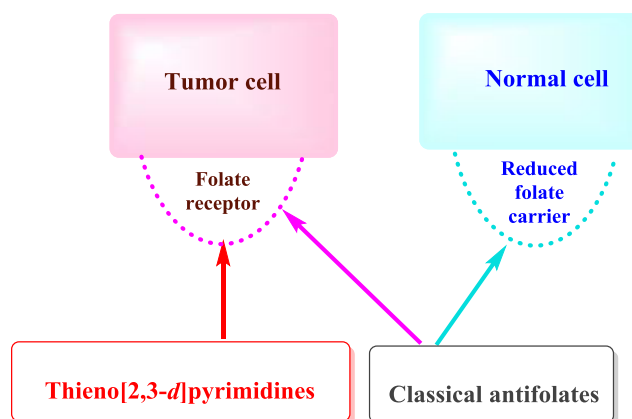 Tumor cell
Normal cell
Folate
receptor
Reduced
folate
carrier
Thieno[2,3-d]pyrimidines
Classical antifolates